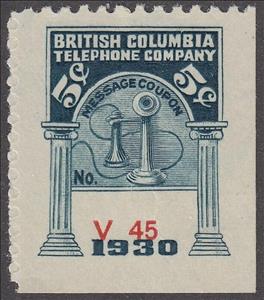 BRITISH COLUMBIA
TELEPHONE COMPANY
5¢ 5¢
MESSAGE COUPON
No.
V 45
1930